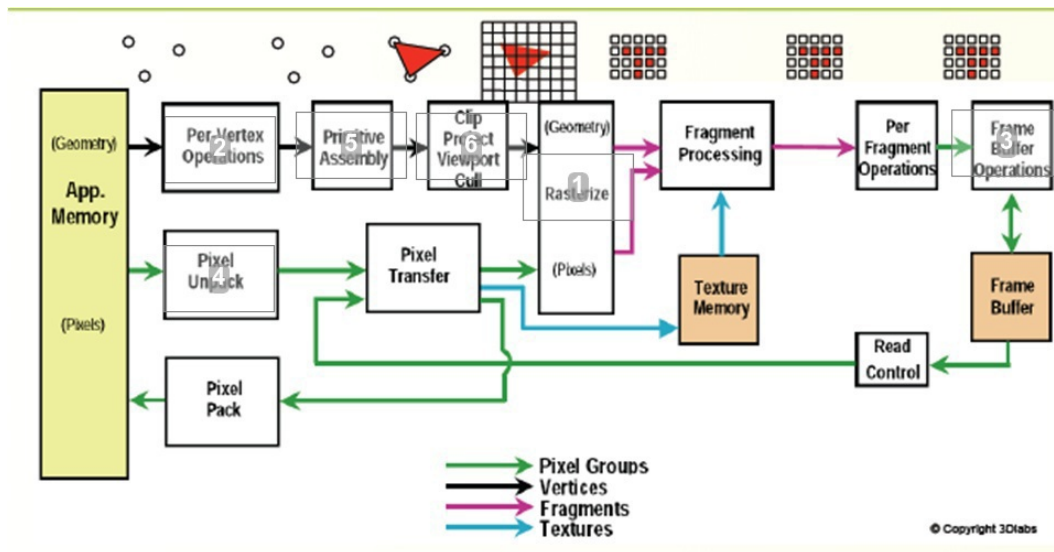 (Geometry)
App.
Memory
(Pixels)
Per-Vertex
Operations
2
Primitive
Assembly
5
Clip
Project
Viewport
Cull
6
(Geometry)
Rasterize
1
(Pixels)
Fragment
Processing
Per
Fragment
Operations
Frame
Buffer
Operations
3
Pixel
Unpack
4
Pixel
Transfer
Texture
Memory
Frame
Buffer
Read
Control
Pixel
Pack
Pixel Groups
Vertices
Fragments
Textures
© Copyright 3Dlabs